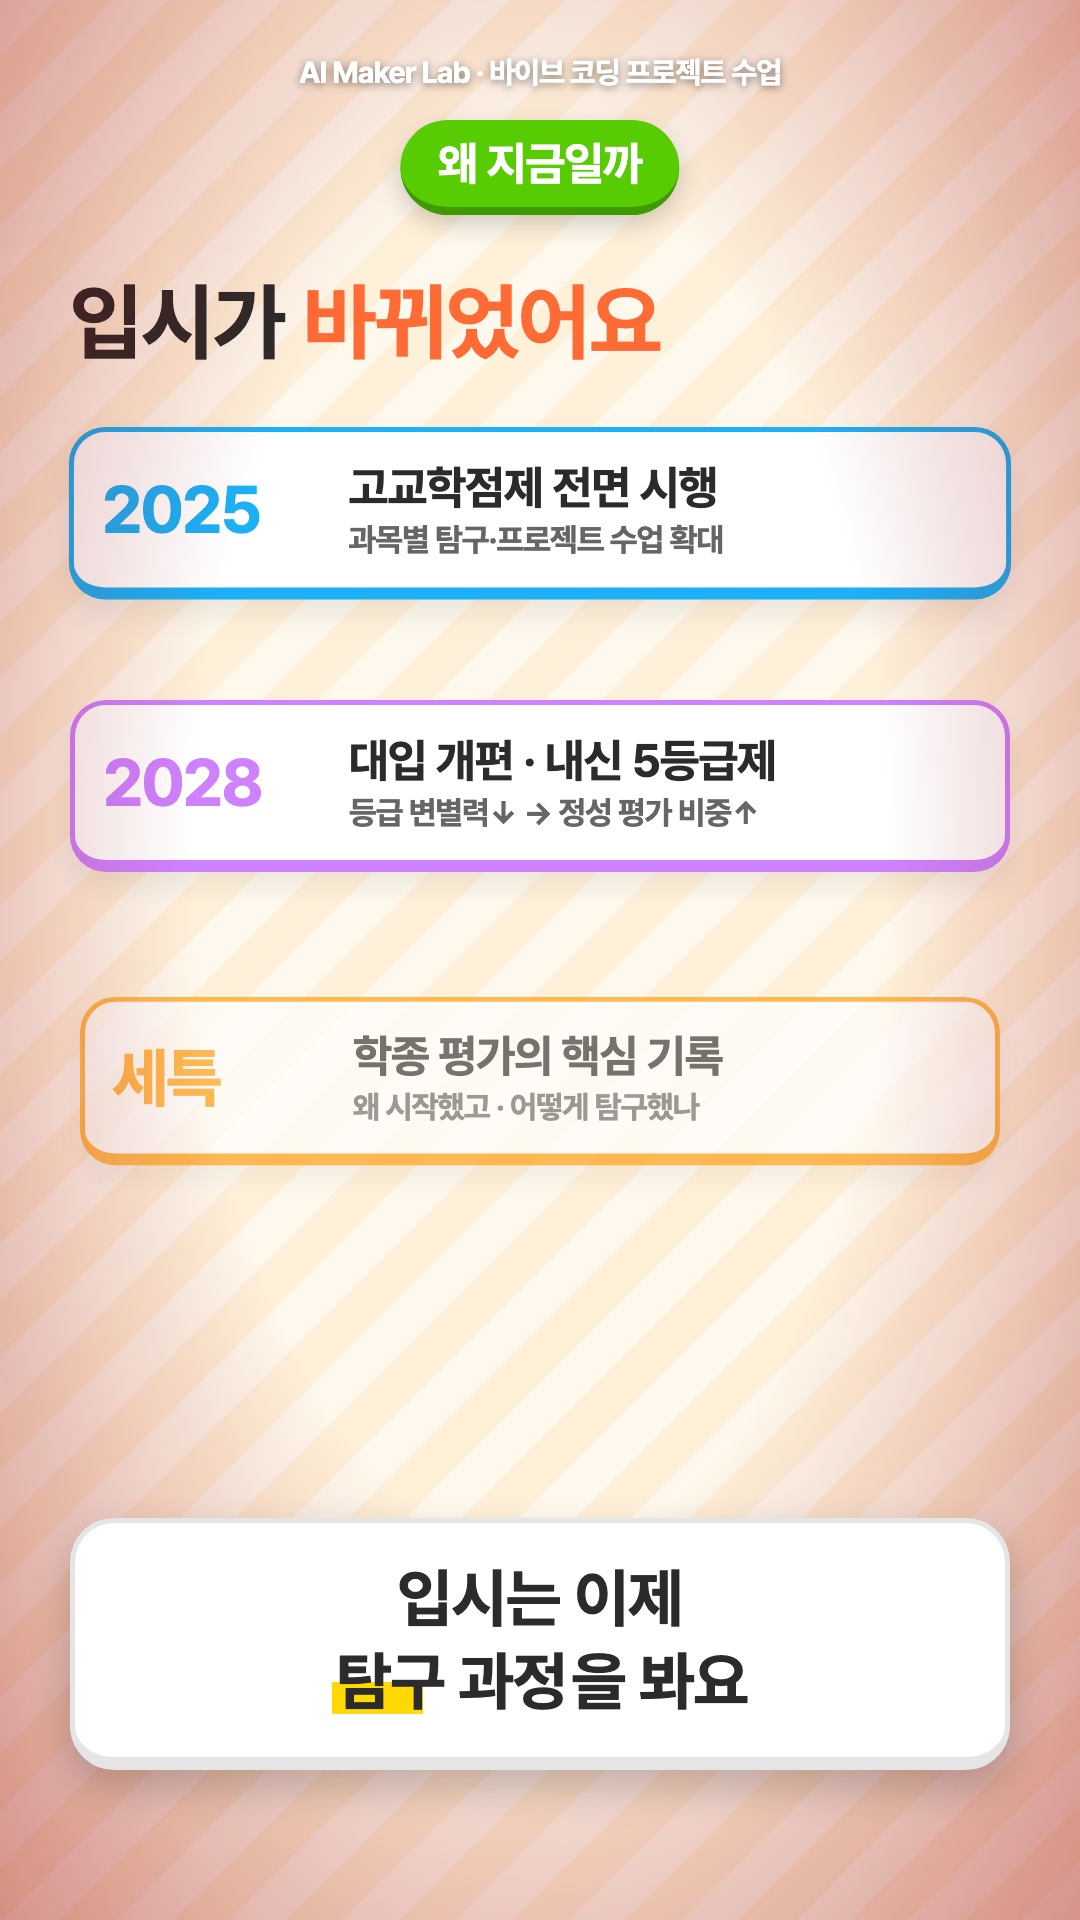 AI Maker Lab · 바이브 코딩 프로젝트 수업
왜 지금일까
입시가 바뀌었어요
2025
고교학점제 전면 시행
과목별 탐구·프로젝트 수업 확대
2028
대입 개편 · 내신 5등급제
등급 변별력↓ → 정성 평가 비중↑
세특
학종 평가의 핵심 기록
왜 시작했고 · 어떻게 탐구했나
입시는 이제
탐구 과정을 봐요